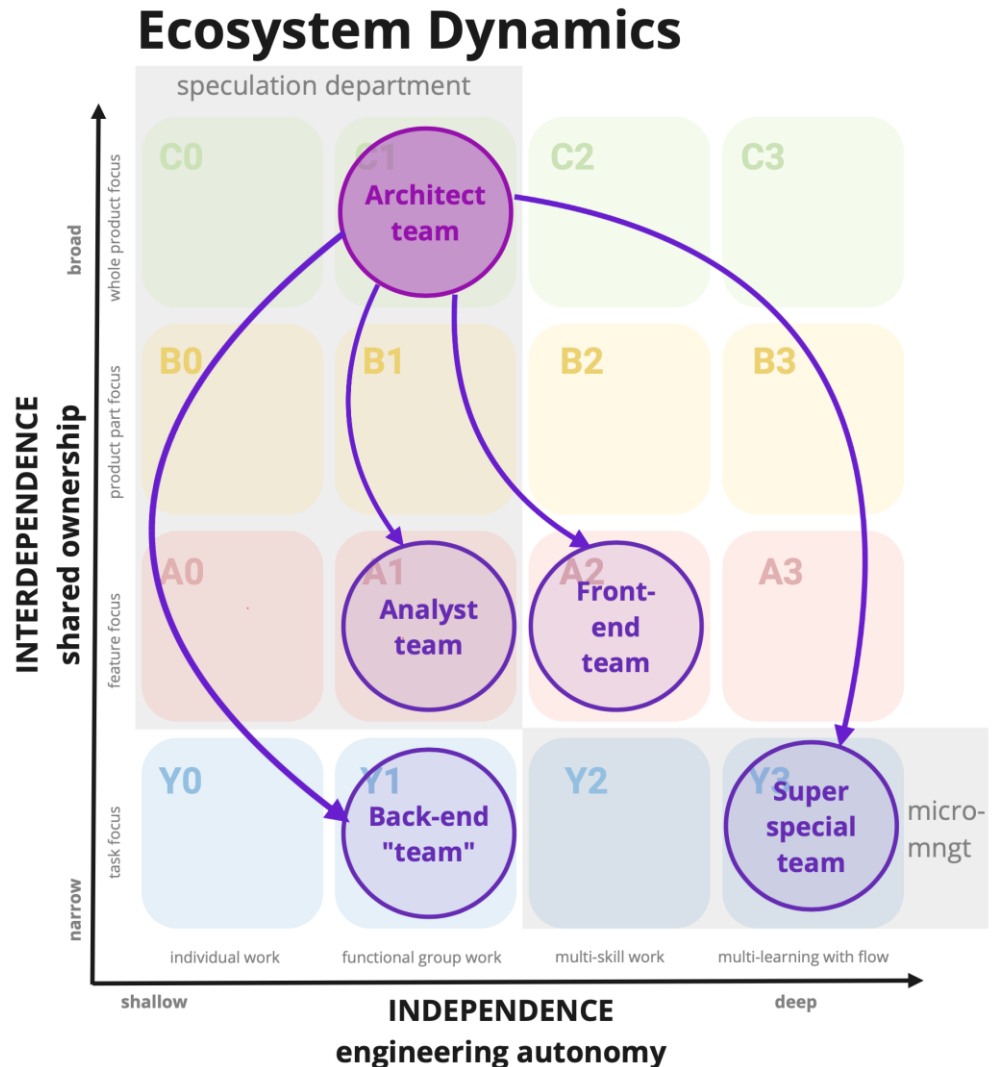 Ecosystem Dynamics
speculation department
C0
C1
C2
C3
Architect
team
B0
B1
B2
B3
A0
A1
A2
A3
Analyst
team
Front-
end
team
Y0
Y1
Y2
Y3
Back-end
"team"
Super
special
team
micro-
mngt
INTERDEPENDENCE
shared ownership
broad
narrow
whole product focus
product part focus
feature focus
task focus
individual work
functional group work
multi-skill work
multi-learning with flow
shallow
deep
INDEPENDENCE
engineering autonomy